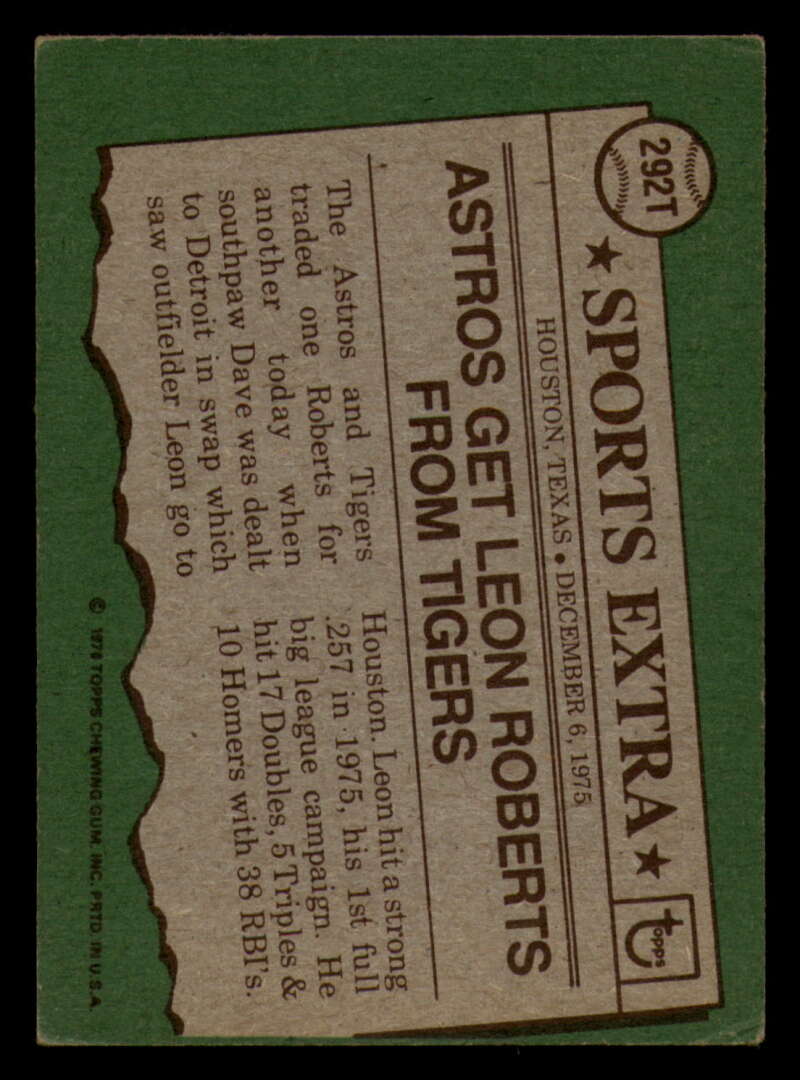 292T
★ SPORTS EXTRA ★
topps
HOUSTON, TEXAS • DECEMBER 6, 1975
ASTROS GET LEON ROBERTS
FROM TIGERS
The Astros and Tigers
traded one Roberts for
another today when
southpaw Dave was dealt
to Detroit in swap which
saw outfielder Leon go to
Houston. Leon hit a strong
.257 in 1975, his 1st full
big league campaign. He
hit 17 Doubles, 5 Triples &
10 Homers with 38 RBI's.
© 1976 TOPPS CHEWING GUM, INC. PRTD. IN U.S.A.